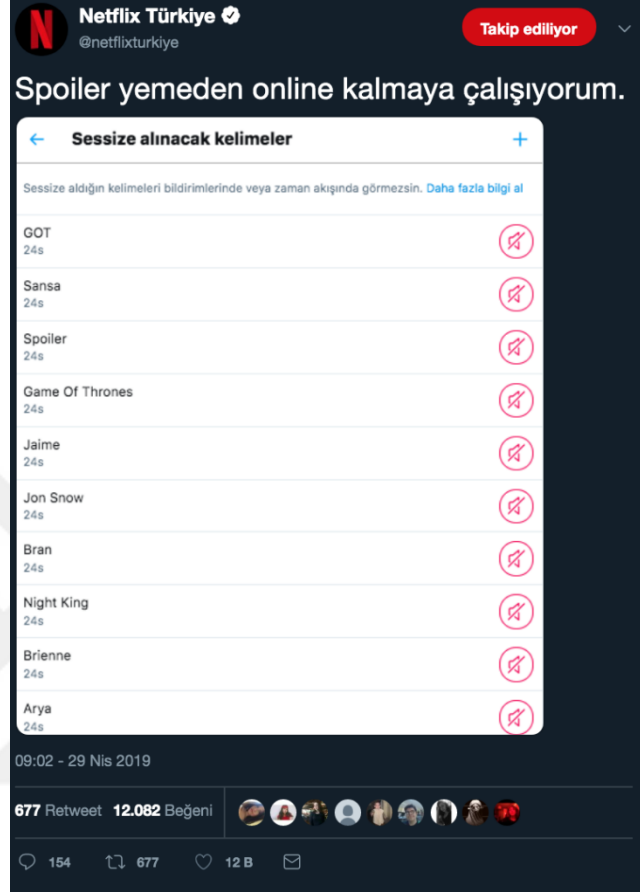 Netflix Türkiye
@netflixturkiye
Takip ediliyor
Spoiler yemeden online kalmaya çalışıyorum.
Sessize alınacak kelimeler
Sessize aldığın kelimeleri bildirimlerinde veya zaman akışında görmezsin. Daha fazla bilgi al
GOT
24s
Sansa
24s
Spoiler
24s
Game Of Thrones
24s
Jaime
24s
Jon Snow
24s
Bran
24s
Night King
24s
Brienne
24s
Arya
24s
09:02 - 29 Nis 2019
677 Retweet 12.082 Beğeni
154 677 12 B